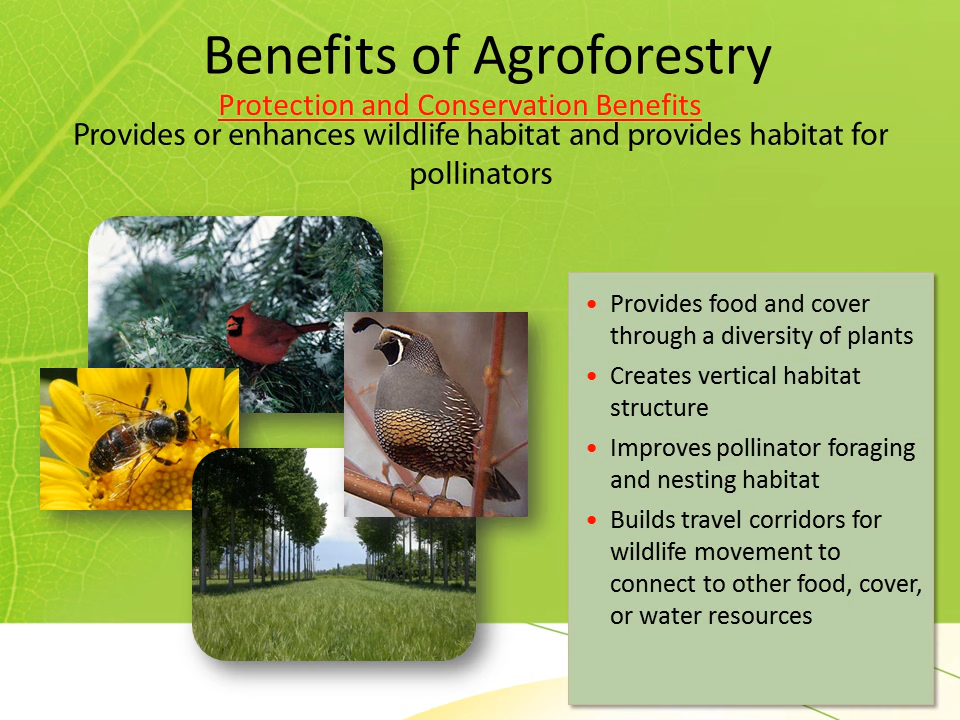 Benefits of Agroforestry
Protection and Conservation Benefits
Provides or enhances wildlife habitat and provides habitat for
pollinators
• Provides food and cover
through a diversity of plants
• Creates vertical habitat
structure
• Improves pollinator foraging
and nesting habitat
• Builds travel corridors for
wildlife movement to
connect to other food, cover,
or water resources